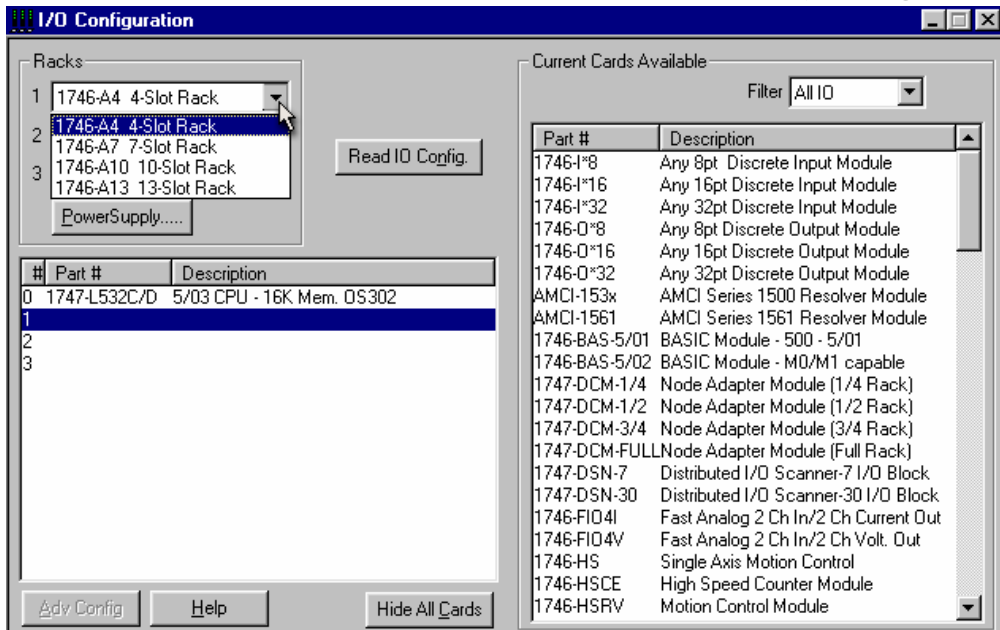 I/O Configuration
Racks
1 1746-A4 4-Slot Rack
1746-A4 4-Slot Rack
2 1746-A7 7-Slot Rack
1746-A10 10-Slot Rack
3 1746-A13 13-Slot Rack
PowerSupply.....
Read IO Config.
# Part # Description
0 1747-L532C/D 5/03 CPU - 16K Mem. OS302
1
2
3
Adv Config Help Hide All Cards
Current Cards Available
Filter All IO
Part # Description
1746-I*8 Any 8pt Discrete Input Module
1746-I*16 Any 16pt Discrete Input Module
1746-I*32 Any 32pt Discrete Input Module
1746-O*8 Any 8pt Discrete Output Module
1746-O*16 Any 16pt Discrete Output Module
1746-O*32 Any 32pt Discrete Output Module
AMCI-153x AMCI Series 1500 Resolver Module
AMCI-1561 AMCI Series 1561 Resolver Module
1746-BAS-5/01 BASIC Module - 500 - 5/01
1746-BAS-5/02 BASIC Module - M0/M1 capable
1747-DCM-1/4 Node Adapter Module (1/4 Rack)
1747-DCM-1/2 Node Adapter Module (1/2 Rack)
1747-DCM-3/4 Node Adapter Module (3/4 Rack)
1747-DCM-FULL Node Adapter Module (Full Rack)
1747-DSN-7 Distributed I/O Scanner-7 I/O Block
1747-DSN-30 Distributed I/O Scanner-30 I/O Block
1746-FIO4I Fast Analog 2 Ch In/2 Ch Current Out
1746-FIO4V Fast Analog 2 Ch In/2 Ch Volt. Out
1746-HS Single Axis Motion Control
1746-HSCE High Speed Counter Module
1746-HSRV Motion Control Module